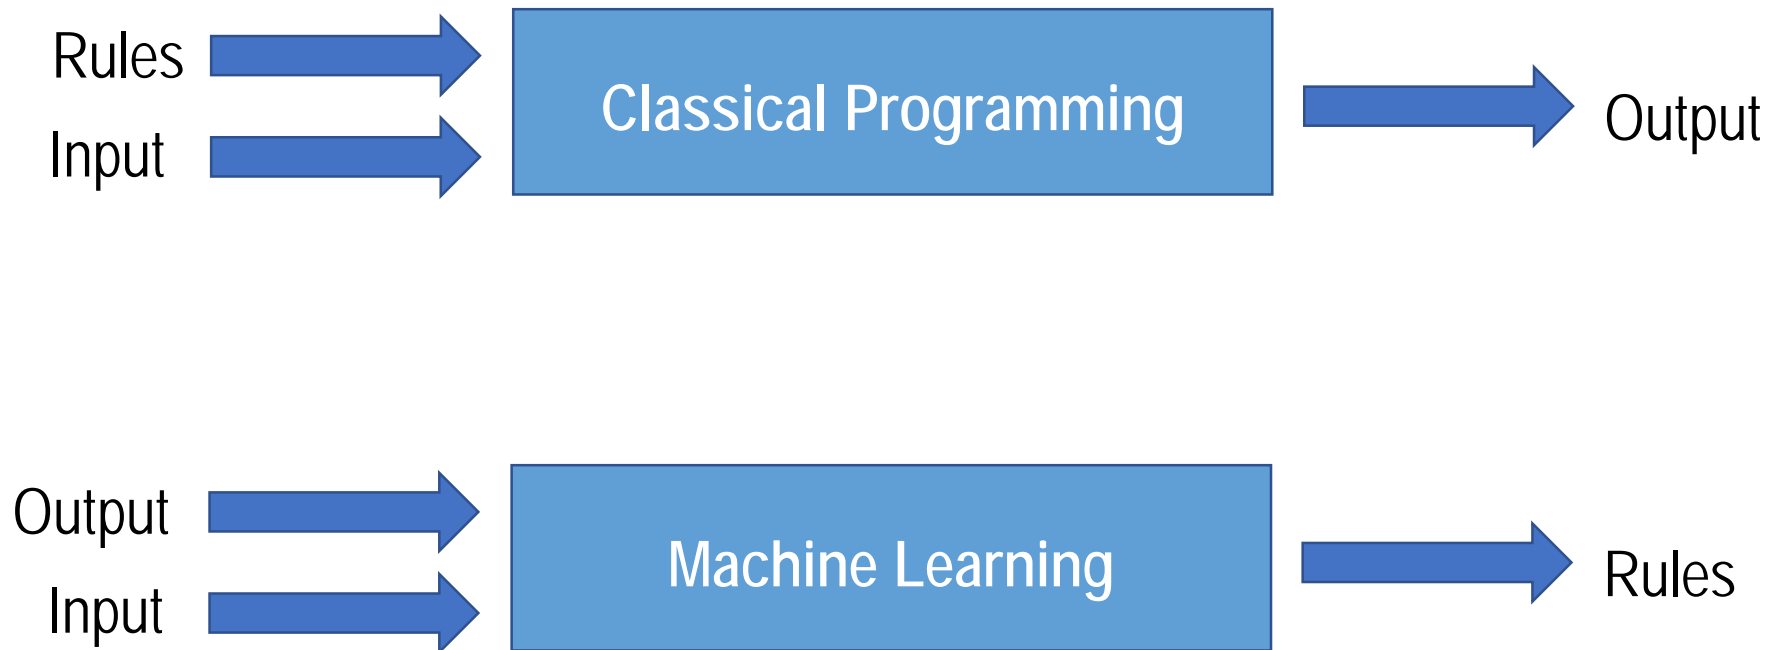 Rules
Input
Classical Programming
Output
Output
Input
Machine Learning
Rules